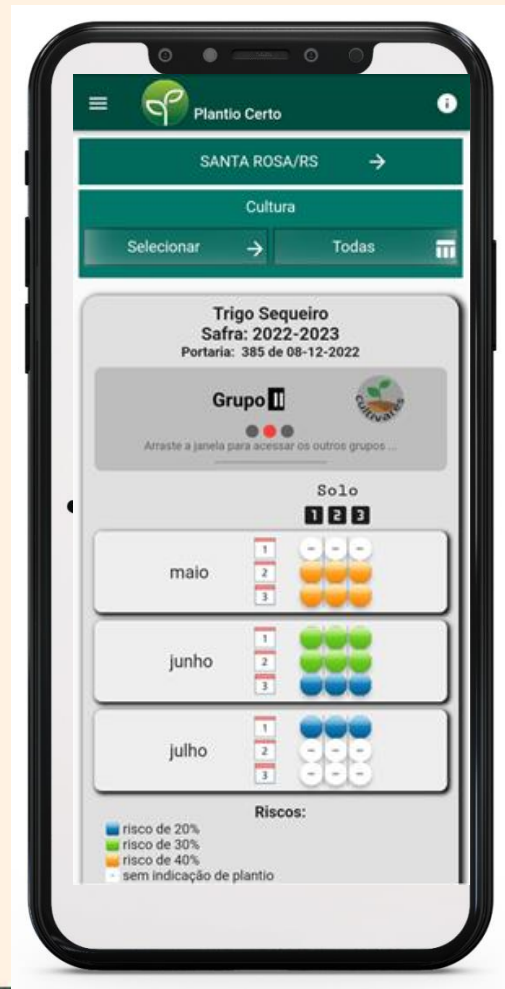 Plantio Certo
SANTA ROSA/RS
Cultura
Selecionar Todas
Trigo Sequeiro
Safra: 2022-2023
Portaria: 385 de 08-12-2022
Grupo II
cultivares
Arraste a janela para acessar os outros grupos ...
Solo
1 2 3
maio
1 - - -
2
3
junho
1
2
3
julho
1
2 - - -
3 - - -
Riscos:
risco de 20%
risco de 30%
risco de 40%
- sem indicação de plantio